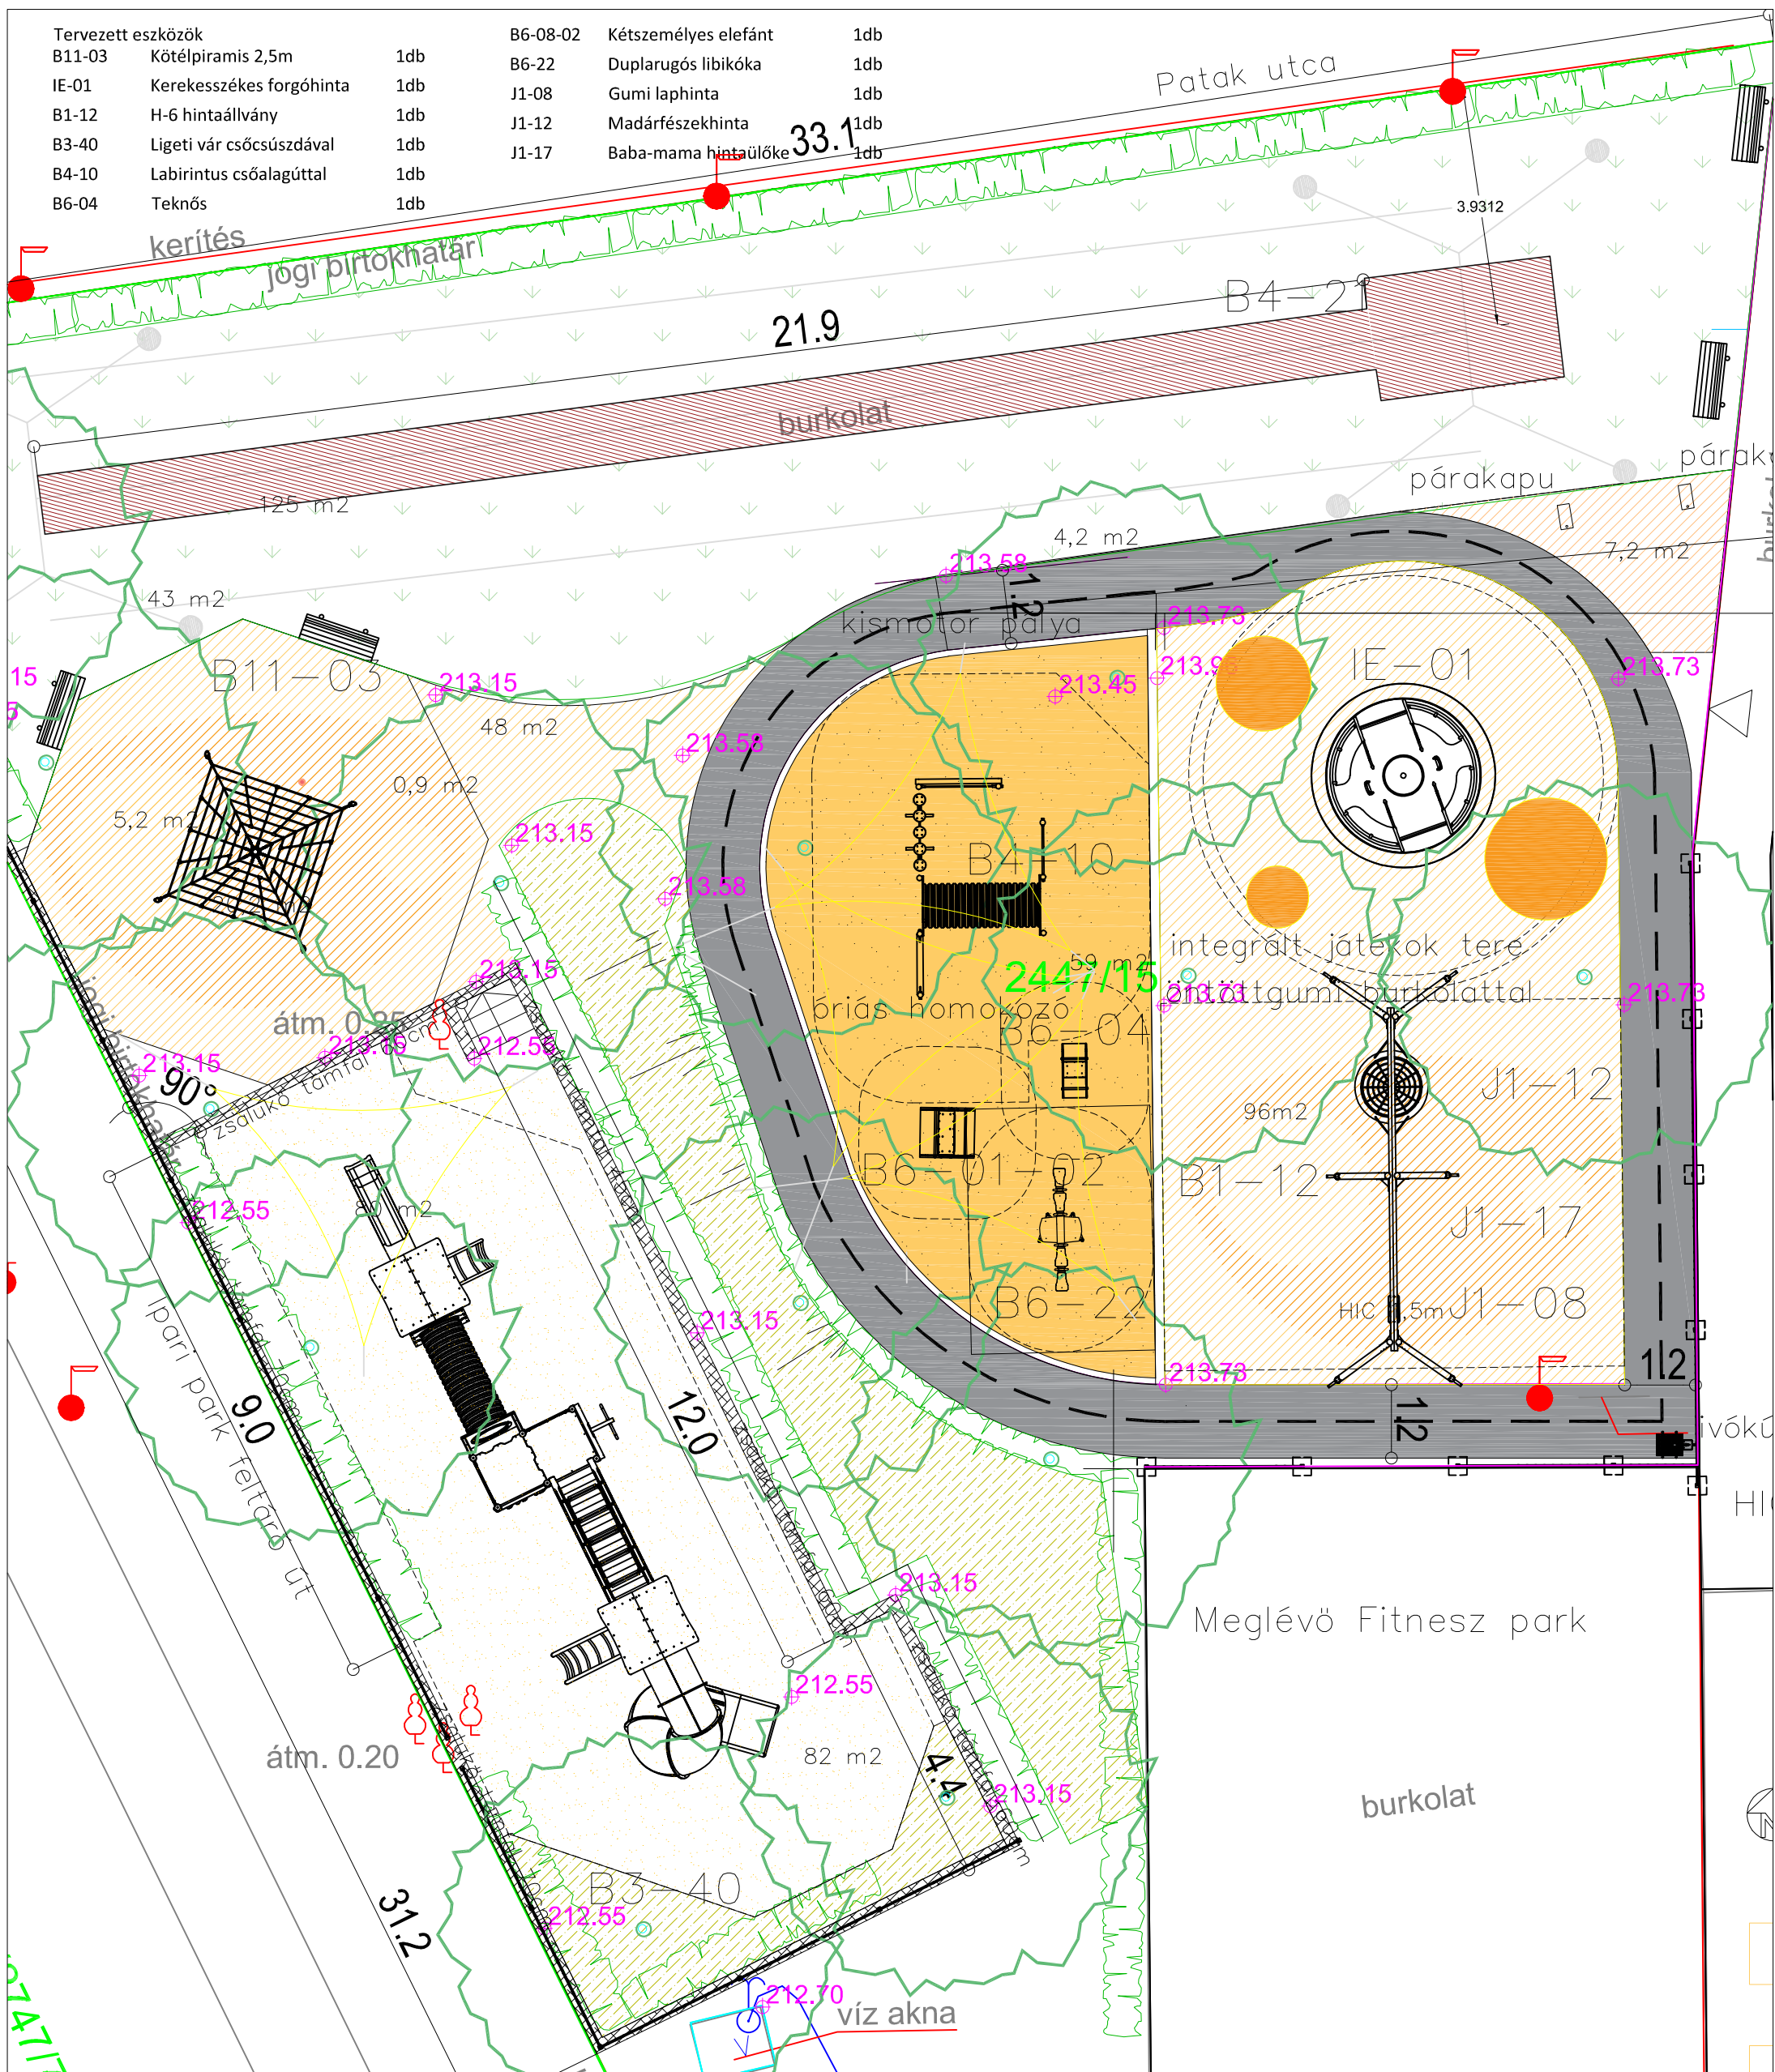 Tervezett eszközök
B11-03 Kötélpiramis 2,5m 1db
IE-01 Kerekesszékes forgóhinta 1db
B1-12 H-6 hintaállvány 1db
B3-40 Ligeti vár csőcsúszdával 1db
B4-10 Labirintus csőalagúttal 1db
B6-04 Teknős 1db
B6-08-02 Kétszemélyes elefánt 1db
B6-22 Duplarugós libikóka 1db
J1-08 Gumi laphinta 1db
J1-12 Madárfészekhinta 1db
J1-17 Baba-mama hintaülőke 1db
Patak utca
33.1
kerítés
jogi birtokhatár
3.9312
B4-21
21.9
burkolat
125 m2
párakapu
4,2 m2
7,2 m2
213.58
1.2
43 m2
kismotor pálya
213.73
B11-03
213.15
213.45
IE-01
213.73
15
48 m2
213.58
0,9 m2
5,2 m2
213.15
B4-10
213.58
integrált játékok tere
59 m2
2447/15
213.15
213.73
öntöttgumi burkolattal
213.73
óriás homokozó
átm. 0.25
B6-04
213.15
212.55
213.15
90°
J1-12
96m2
jogi birtokhatár
B6-01-02
B1-12
212.55
J1-17
B6-22
J1-08
213.15
1.2
213.73
1.2
Ipari park feltáró út
9.0
12.0
213.15
Meglévö Fitnesz park
212.55
82 m2
átm. 0.20
4.4
213.15
burkolat
B3-40
31.2
212.55
212.70
víz akna